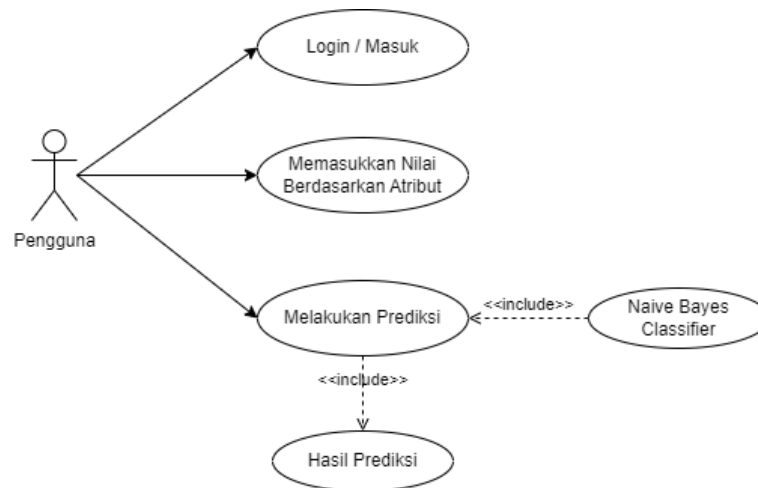 Login / Masuk
Memasukkan Nilai
Berdasarkan Atribut
Pengguna
Melakukan Prediksi
<<include>>
Naive Bayes
Classifier
<<include>>
Hasil Prediksi